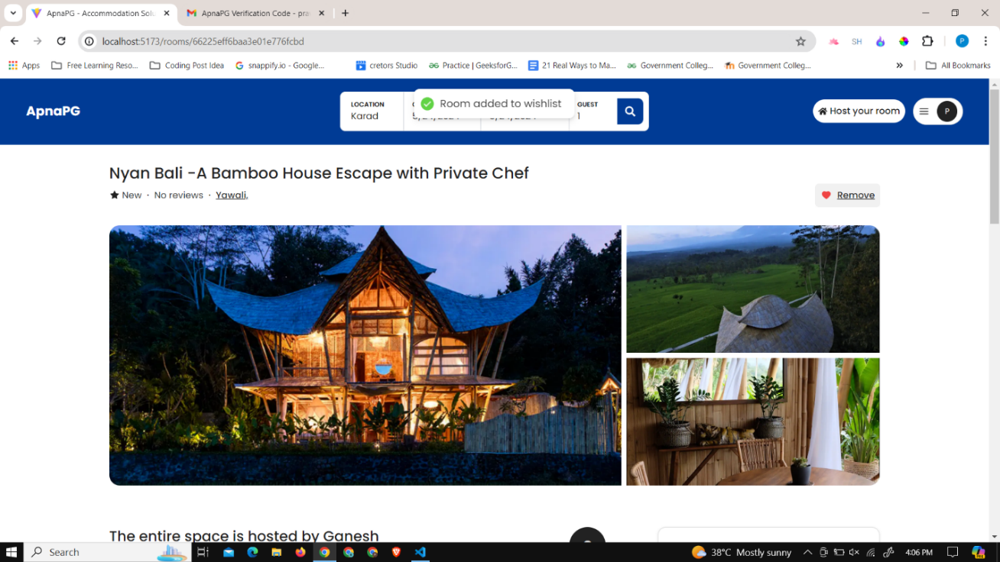 ApnaPG - Accommodation Solu
ApnaPG Verification Code - pra
localhost:5173/rooms/66225eff6baa3e01e776fcbd
SH
P
Apps
Free Learning Reso...
Coding Post Idea
snappify.io - Google...
cretors Studio
Practice | GeeksforG...
21 Real Ways to Ma...
Government Colleg...
Government Colleg...
All Bookmarks
ApnaPG
LOCATION
Karad
Room added to wishlist
GUEST
1
Host your room
P
Nyan Bali -A Bamboo House Escape with Private Chef
New · No reviews · Yawali,
Remove
The entire space is hosted by Ganesh
Search
38°C Mostly sunny
4:06 PM